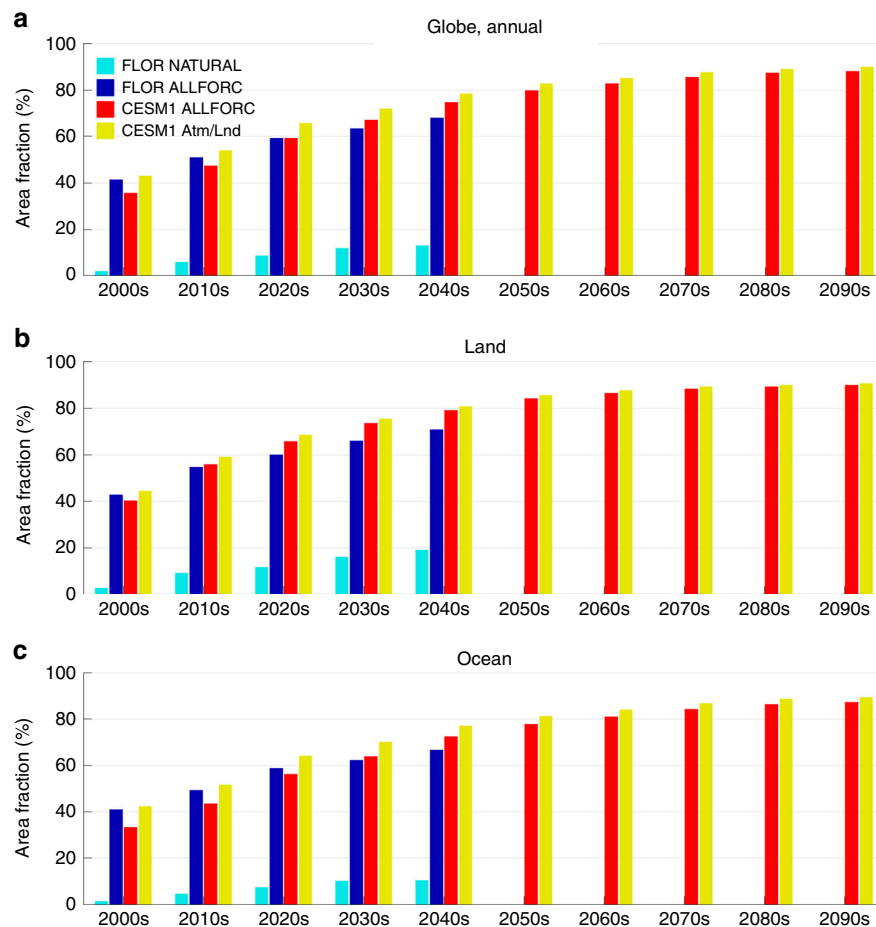 a
Globe, annual
Area fraction (%)
100
80
60
40
20
0
FLOR NATURAL
FLOR ALLFORC
CESM1 ALLFORC
CESM1 Atm/Lnd
2000s 2010s 2020s 2030s 2040s 2050s 2060s 2070s 2080s 2090s
b
Land
Area fraction (%)
100
80
60
40
20
0
2000s 2010s 2020s 2030s 2040s 2050s 2060s 2070s 2080s 2090s
c
Ocean
Area fraction (%)
100
80
60
40
20
0
2000s 2010s 2020s 2030s 2040s 2050s 2060s 2070s 2080s 2090s